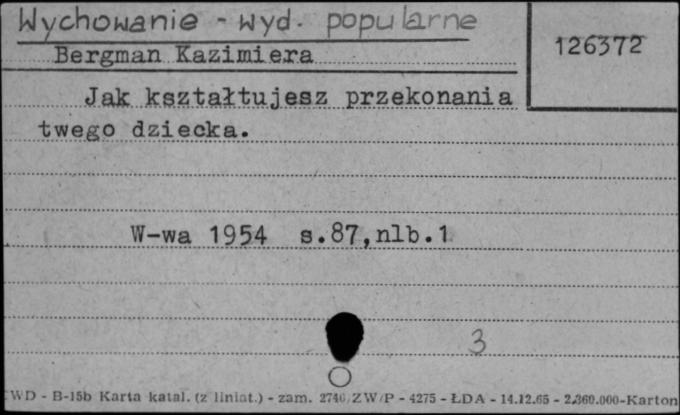 Wychowanie - wyd. popularne
126372
Bergman Kazimiera
Jak kształtujesz przekonania
twego dziecka.
W-wa 1954 s.87,nlb.1
3
WD - B-15b Karta katal. (z liniat.) - zam. 2740/ZW/P - 4275 - ŁDA - 14.12.65 - 2.360.000-Karton